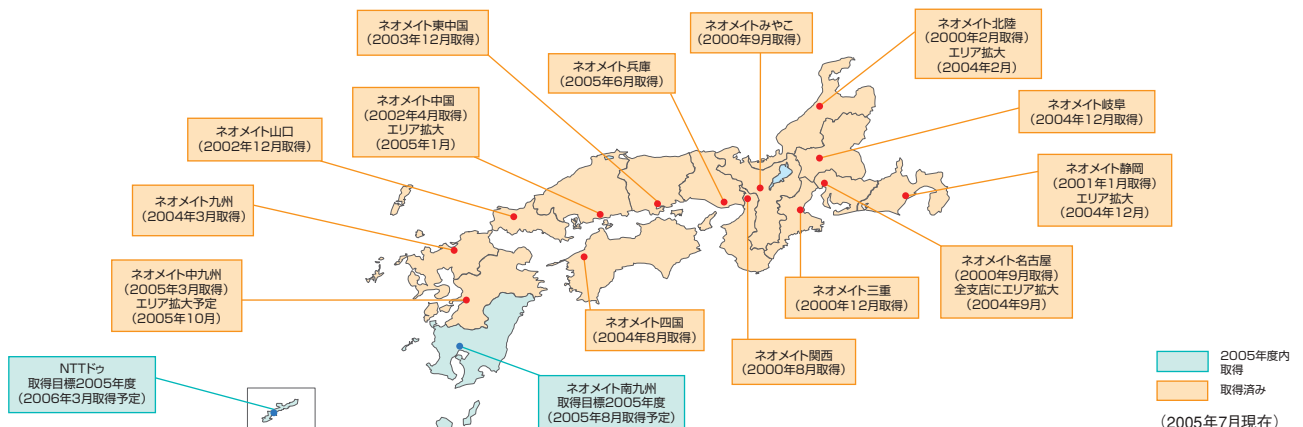 ネオメイト東中国
（2003年12月取得）
ネオメイトみやこ
（2000年9月取得）
ネオメイト北陸
（2000年2月取得）
エリア拡大
（2004年2月）
ネオメイト兵庫
（2005年6月取得）
ネオメイト中国
（2002年4月取得）
エリア拡大
（2005年1月）
ネオメイト岐阜
（2004年12月取得）
ネオメイト山口
（2002年12月取得）
ネオメイト静岡
（2001年1月取得）
エリア拡大
（2004年12月）
ネオメイト九州
（2004年3月取得）
ネオメイト中九州
（2005年3月取得）
エリア拡大予定
（2005年10月）
ネオメイト名古屋
（2000年9月取得）
全支店にエリア拡大
（2004年9月）
ネオメイト三重
（2000年12月取得）
ネオメイト四国
（2004年8月取得）
ネオメイト関西
（2000年8月取得）
NTTドゥ
取得目標2005年度
（2006年3月取得予定）
ネオメイト南九州
取得目標2005年度
（2005年8月取得予定）
2005年度内
取得
取得済み
（2005年7月現在）